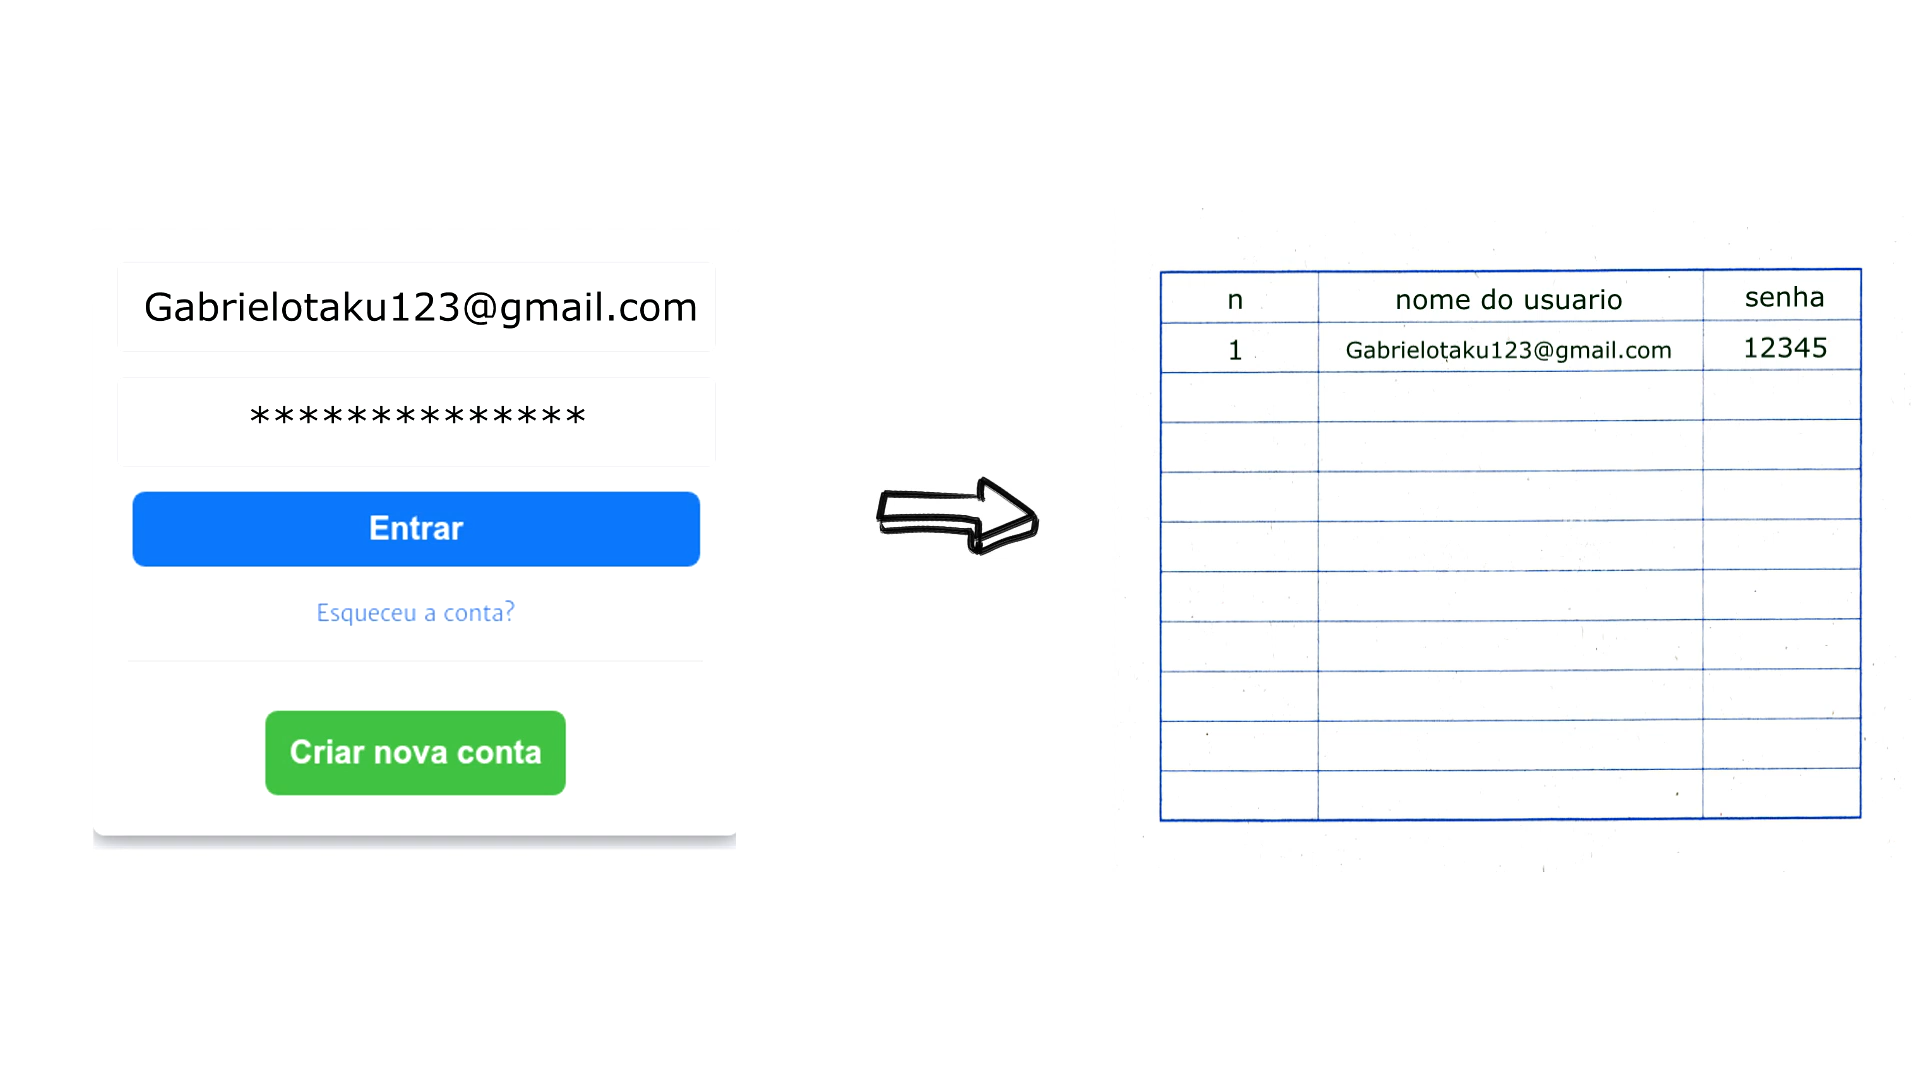 Gabrielotaku123@gmail.com
**************
Entrar
Esqueceu a conta?
Criar nova conta
n nome do usuario senha
1 Gabrielotaku123@gmail.com 12345